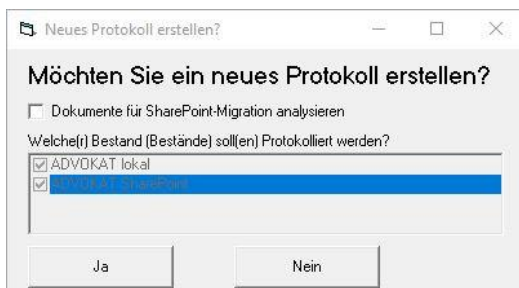 Neues Protokoll erstellen?
Möchten Sie ein neues Protokoll erstellen?
Dokumente für SharePoint-Migration analysieren
Welche(r) Bestand (Bestände) soll(en) Protokolliert werden?
ADVOKAT lokal
ADVOKAT SharePoint
Ja
Nein